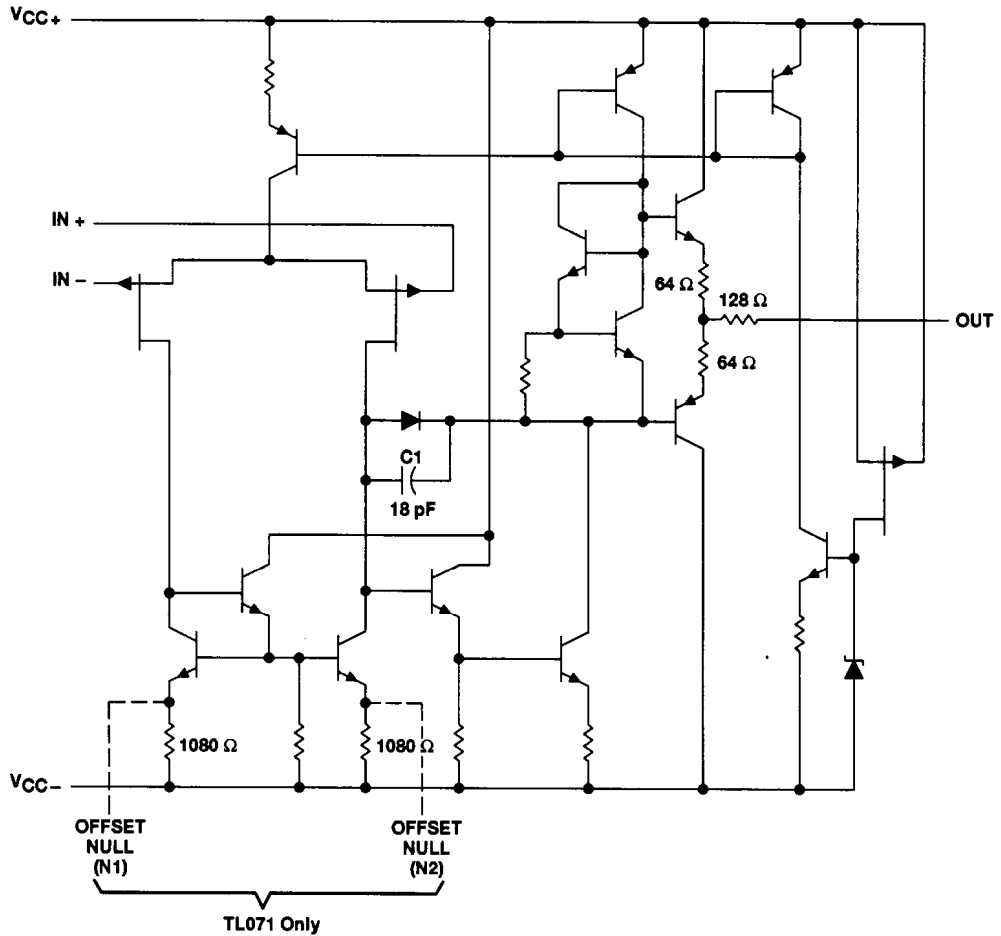 VCC+
IN +
IN −
64 Ω
128 Ω
OUT
64 Ω
C1
18 pF
1080 Ω
1080 Ω
VCC−
OFFSET
NULL
(N1)
OFFSET
NULL
(N2)
TL071 Only